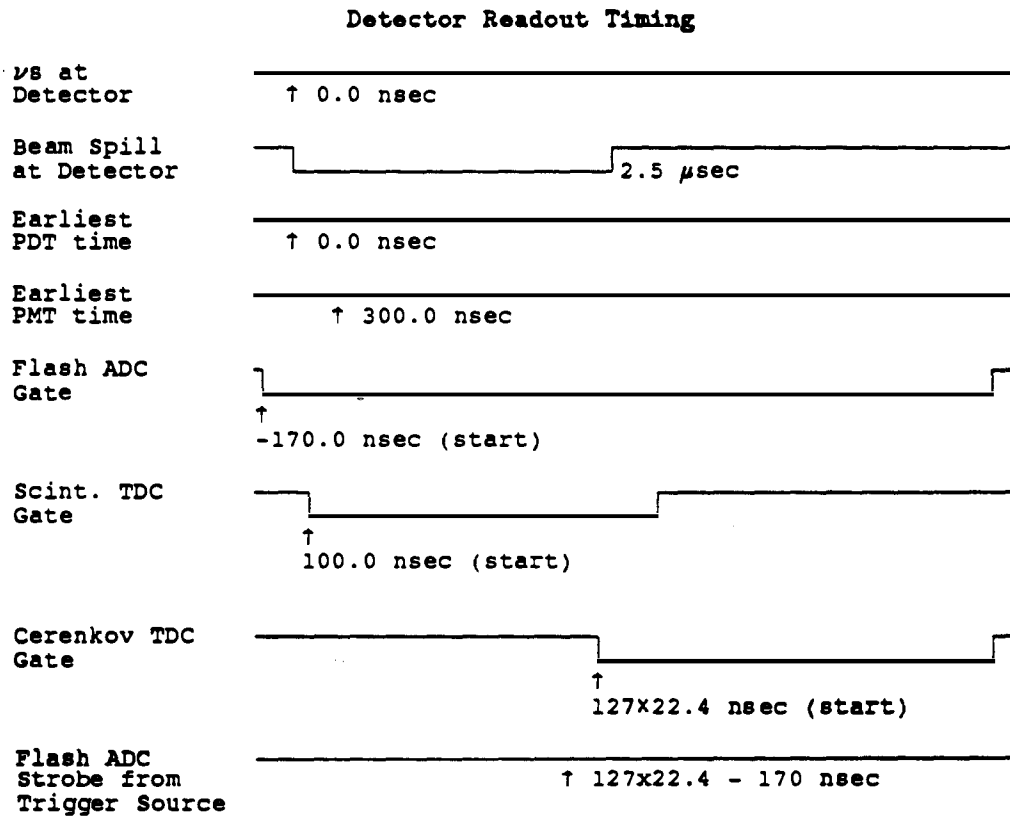 Detector Readout Timing
νs at
Detector
↑ 0.0 nsec
Beam Spill
at Detector
2.5 μsec
Earliest
PDT time
↑ 0.0 nsec
Earliest
PMT time
↑ 300.0 nsec
Flash ADC
Gate
↑
-170.0 nsec (start)
Scint. TDC
Gate
↑
100.0 nsec (start)
Cerenkov TDC
Gate
↑
127×22.4 nsec (start)
Flash ADC
Strobe from
Trigger Source
↑ 127x22.4 - 170 nsec